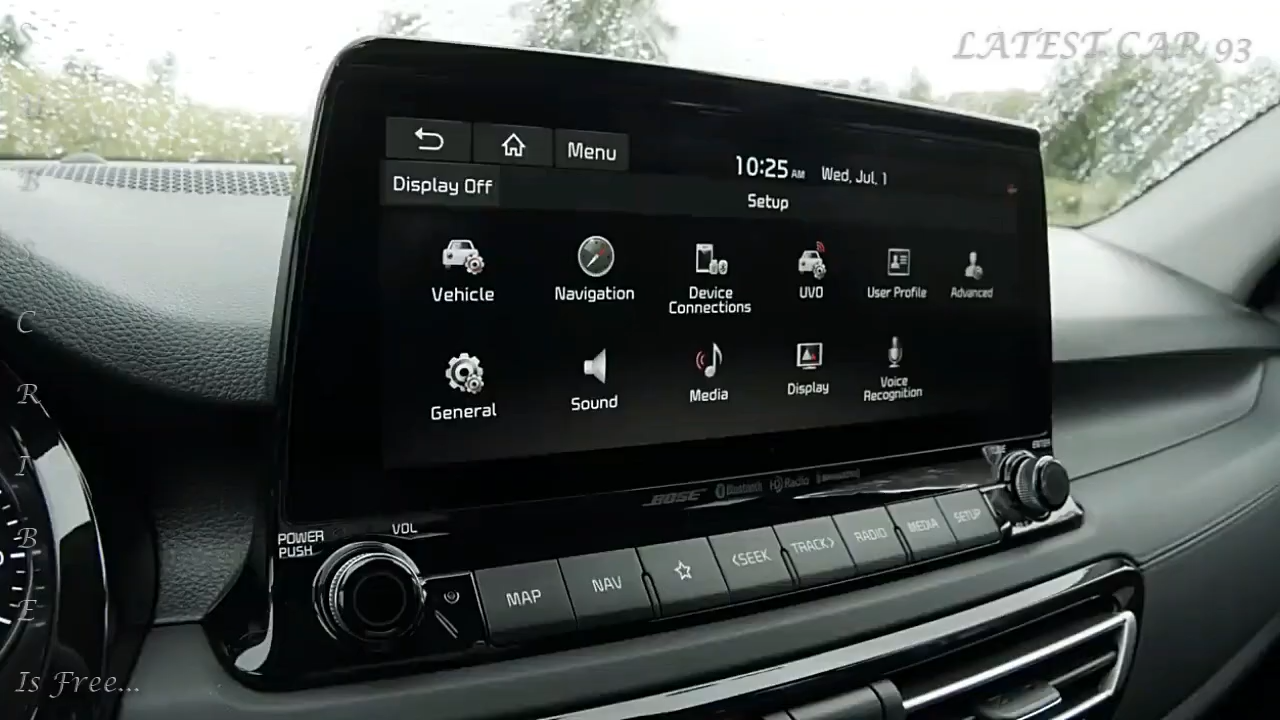 LATEST CAR 93
Menu
10:25 AM Wed, Jul, 1
Display Off
Setup
Vehicle
Navigation
Device
Connections
UVO
User Profile
Advanced
General
Sound
Media
Display
Voice
Recognition
BOSE Bluetooth HD Radio
POWER
PUSH
VOL
MAP
NAV
<SEEK
TRACK>
RADIO
MEDIA
SETUP
TUNE
ENTER
S
U
B
S
C
R
I
B
E
Is Free...